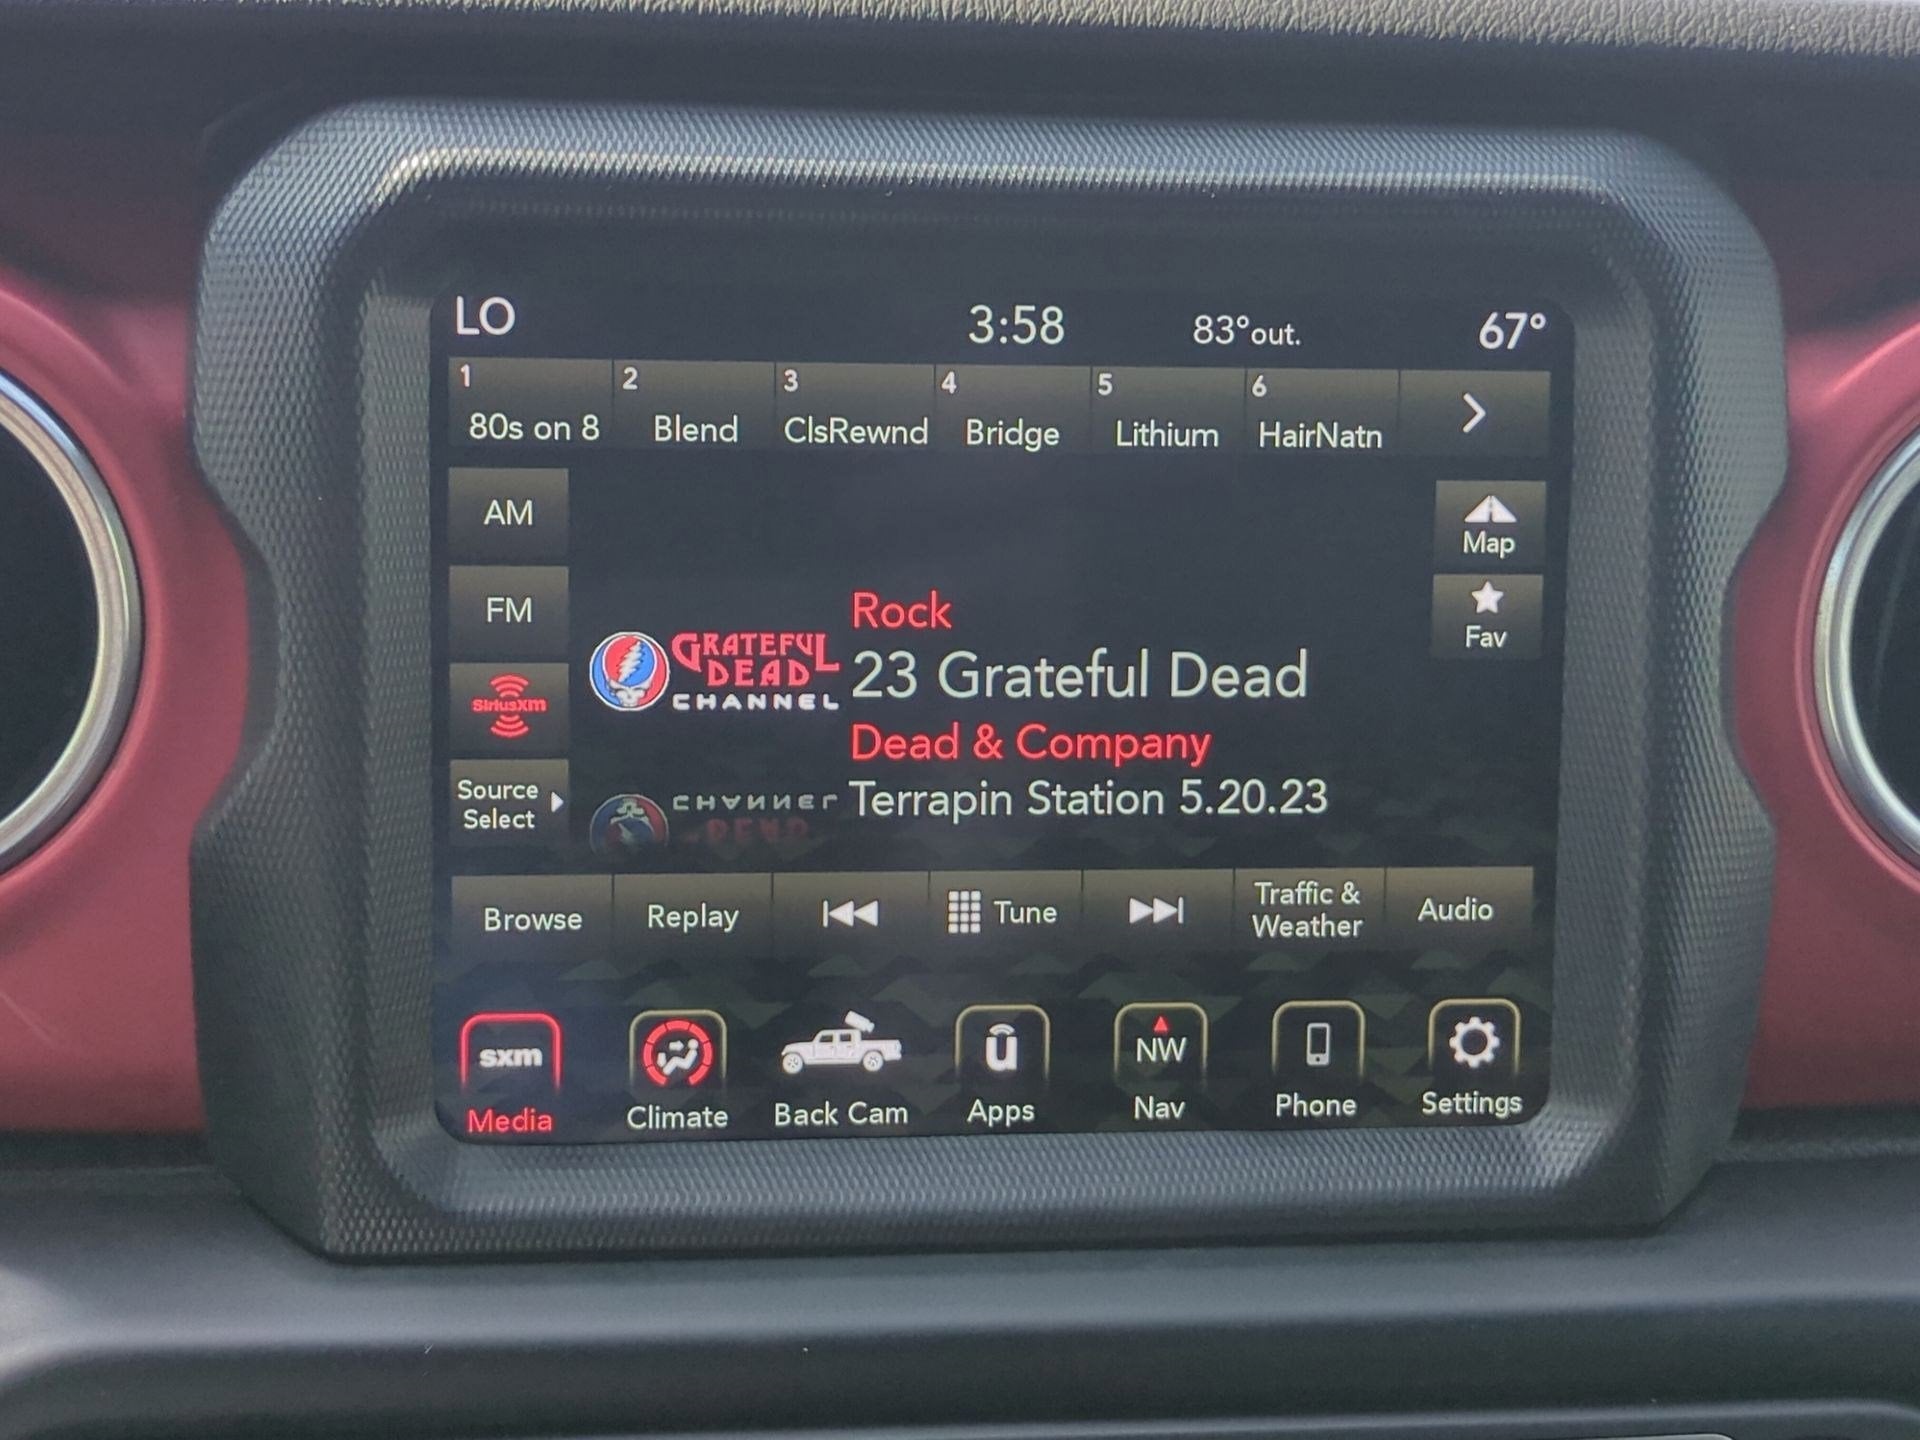 LO 3:58 83°out. 67°
1 2 3 4 5 6
80s on 8 Blend ClsRewnd Bridge Lithium HairNatn
AM
Map
FM
Fav
SiriusXM
Source
Select
GRATEFUL
DEAD
CHANNEL
Rock
23 Grateful Dead
Dead & Company
Terrapin Station 5.20.23
Browse Replay Tune Traffic & Weather Audio
sxm u NW
Media Climate Back Cam Apps Nav Phone Settings